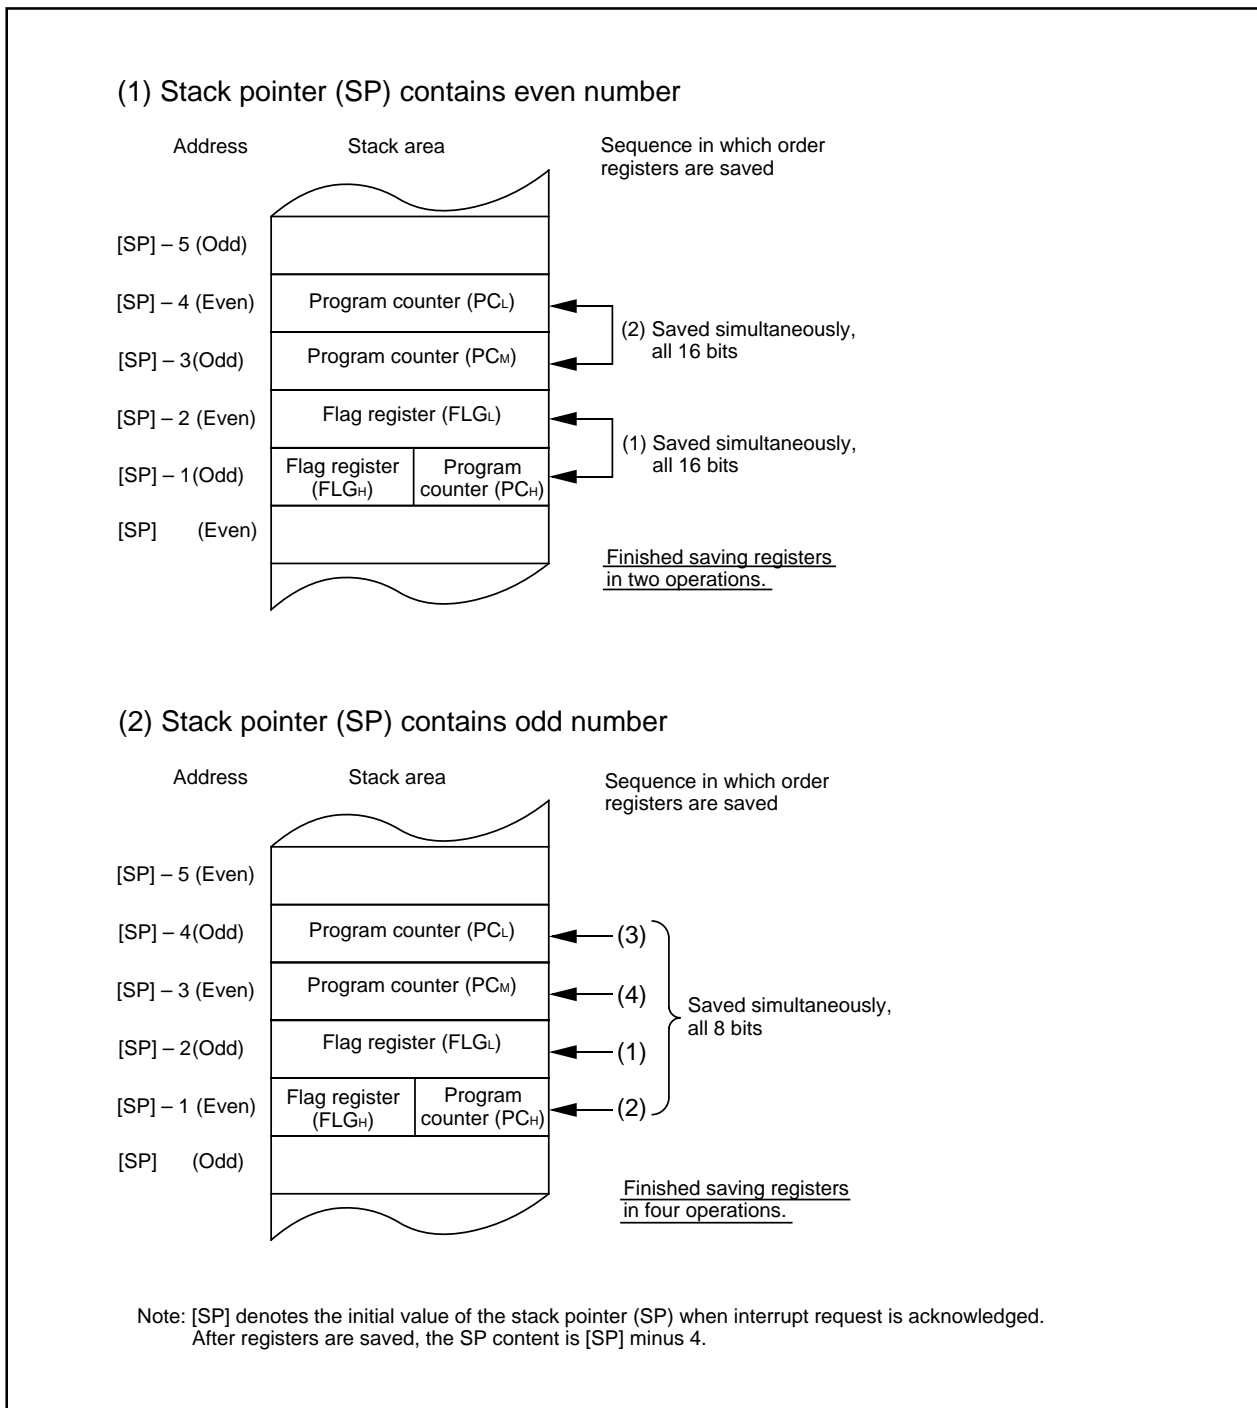 (1) Stack pointer (SP) contains even number
Address Stack area Sequence in which order
registers are saved
[SP] – 5 (Odd)
[SP] – 4 (Even) Program counter (PCL)
(2) Saved simultaneously,
all 16 bits
[SP] – 3(Odd) Program counter (PCM)
[SP] – 2 (Even) Flag register (FLGL)
(1) Saved simultaneously,
all 16 bits
[SP] – 1(Odd) Flag register
(FLGH)
Program
counter (PCH)
[SP] (Even)
Finished saving registers
in two operations.
(2) Stack pointer (SP) contains odd number
Address Stack area Sequence in which order
registers are saved
[SP] – 5 (Even)
[SP] – 4(Odd) Program counter (PCL) (3)
[SP] – 3 (Even) Program counter (PCM) (4)
Saved simultaneously,
all 8 bits
[SP] – 2(Odd) Flag register (FLGL) (1)
[SP] – 1 (Even) Flag register
(FLGH)
Program
counter (PCH)
(2)
[SP] (Odd)
Finished saving registers
in four operations.
Note: [SP] denotes the initial value of the stack pointer (SP) when interrupt request is acknowledged.
After registers are saved, the SP content is [SP] minus 4.